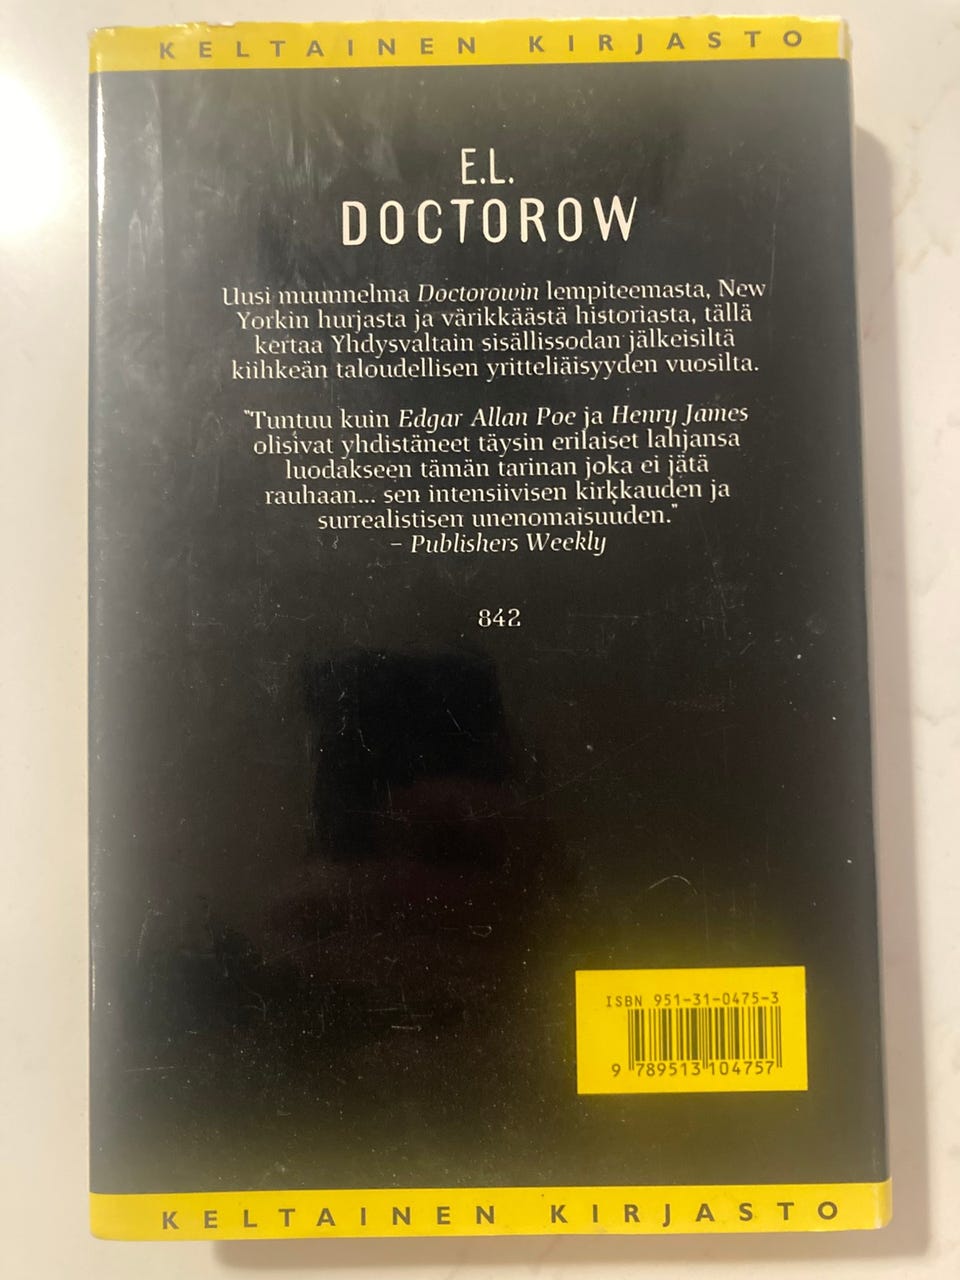 KELTAINEN KIRJASTO
E.L.
DOCTOROW
Uusi muunnelma Doctorowin lempiteemasta, New
Yorkin hurjasta ja värikkäästä historiasta, tällä
kertaa Yhdysvaltain sisällissodan jälkeisiltä
kiihkeän taloudellisen yritteliäisyyden vuosilta.
"Tuntuu kuin Edgar Allan Poe ja Henry James
olisivat yhdistäneet täysin erilaiset lahjansa
luodakseen tämän tarinan joka ei jätä
rauhaan... sen intensiivisen kirkkauden ja
surrealistisen unenomaisuuden."
– Publishers Weekly
842
ISBN 951-31-0475-3
9 789513 104757
KELTAINEN KIRJASTO